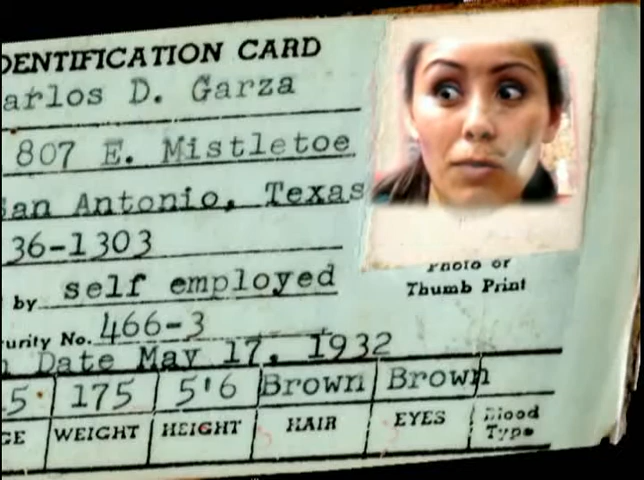 DENTIFICATION CARD
arlos D. Garza
807 E. Mistletoe
San Antonio, Texas
36-1303
by self employed
urity No. 466-3
n Date May 17, 1932
5 175 5'6 Brown Brown
GE WEIGHT HEIGHT HAIR EYES Blood Type
Photo or
Thumb Print